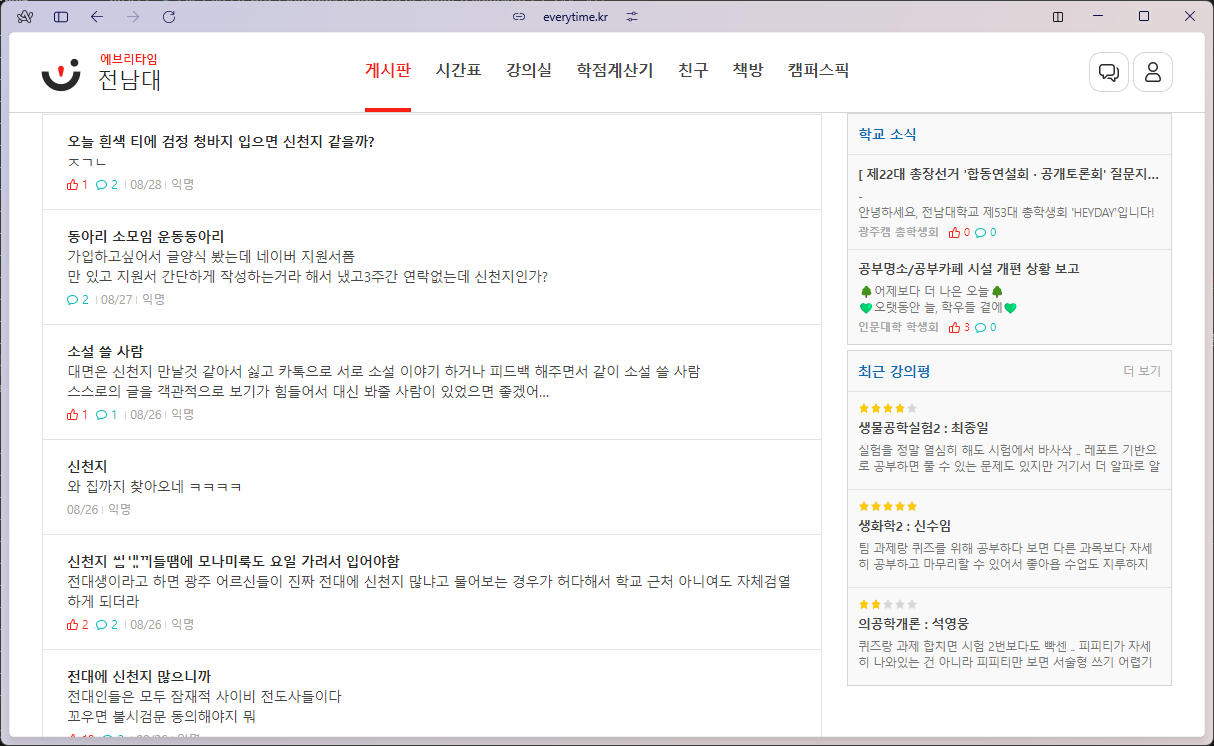 everytime.kr
에브리타임
전남대
게시판 시간표 강의실 학점계산기 친구 책방 캠퍼스픽
오늘 흰색 티에 검정 청바지 입으면 신천지 같을까?
ㅈㄱㄴ
1 2 08/28 익명
동아리 소모임 운동동아리
가입하고싶어서 글양식 봤는데 네이버 지원서폼
만 있고 지원서 간단하게 작성하는거라 해서 냈고3주간 연락없는데 신천지인가?
2 08/27 익명
소설 쓸 사람
대면은 신천지 만날것 같아서 싫고 카톡으로 서로 소설 이야기 하거나 피드백 해주면서 같이 소설 쓸 사람
스스로의 글을 객관적으로 보기가 힘들어서 대신 봐줄 사람이 있었으면 좋겠어...
1 1 08/26 익명
신천지
와 집까지 찾아오네 ㅋㅋㅋㅋ
08/26 익명
신천지 모나미룩도 요일 가려서 입어야함
전대생이라고 하면 광주 어르신들이 진짜 전대에 신천지 많냐고 물어보는 경우가 허다해서 학교 근처 아니여도 자체검열
하게 되더라
2 2 08/26 익명
전대에 신천지 많으니까
전대인들은 모두 잠재적 사이비 전도사들이다
꼬우면 불시검문 동의해야지 뭐
학교 소식
[ 제22대 총장선거 '합동연설회 · 공개토론회' 질문지...
-
안녕하세요, 전남대학교 제53대 총학생회 'HEYDAY'입니다!
광주캠 총학생회 0 0
공부명소/공부카페 시설 개편 상황 보고
🌳어제보다 더 나은 오늘🌳
💚오랫동안 늘, 학우들 곁에💚
인문대학 학생회 3 0
최근 강의평 더 보기
생물공학실험2 : 최종일
실험을 정말 열심히 해도 시험에서 바사삭 .. 레포트 기반으
로 공부하면 풀 수 있는 문제도 있지만 거기서 더 알파로 알
생화학2 : 신수임
팀 과제랑 퀴즈를 위해 공부하다 보면 다른 과목보다 자세
히 공부하고 마무리할 수 있어서 좋아욥 수업도 지루하지
의공학개론 : 석영웅
퀴즈랑 과제 합치면 시험 2번보다도 빡센 .. 피피티가 자세
히 나와있는 건 아니라 피피티만 보면 서술형 쓰기 어렵기